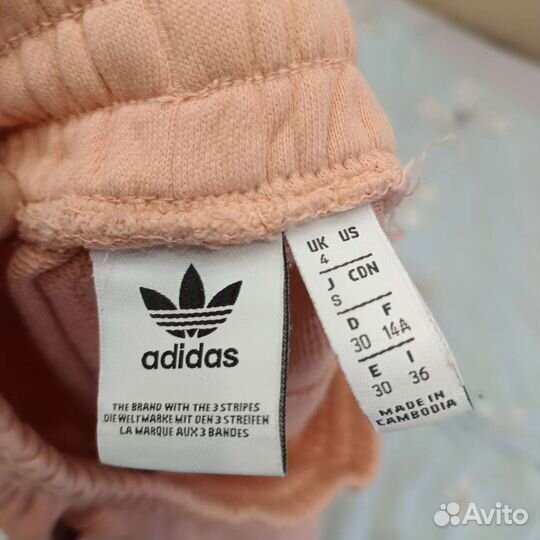 adidas
THE BRAND WITH THE 3 STRIPES
DIE WELTMARKE MIT DEN 3 STREIFEN
LA MARQUE AUX 3 BANDES
UK US
4
J CDN
S
D F
30 14A
E I
30 36
MADE IN
CAMBODIA
Avito